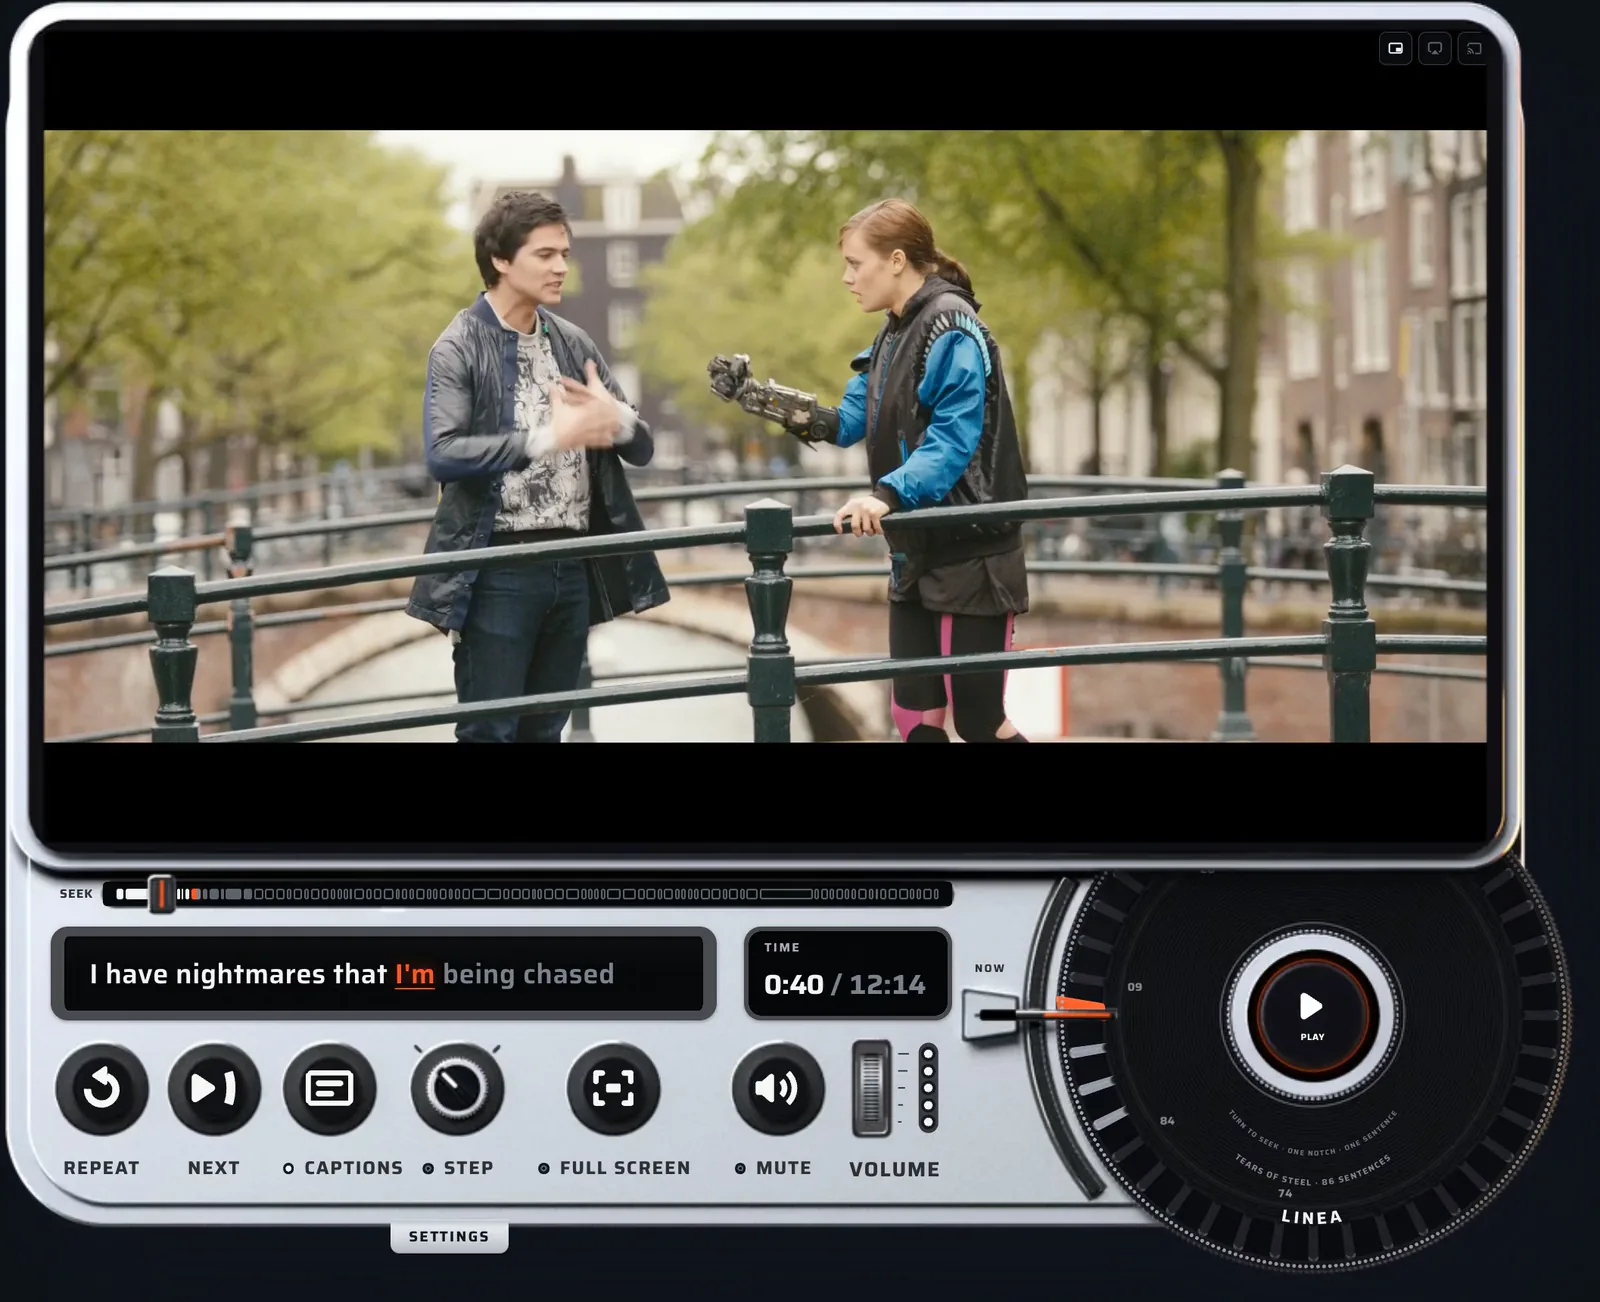 SEEK
I have nightmares that I'm being chased
TIME
0:40 / 12:14
NOW
09
PLAY
84
TURN TO SEEK · ONE NOTCH · ONE SENTENCE
TEARS OF STEEL · 86 SENTENCES
74
LINEA
REPEAT
NEXT
CAPTIONS
STEP
FULL SCREEN
MUTE
VOLUME
SETTINGS